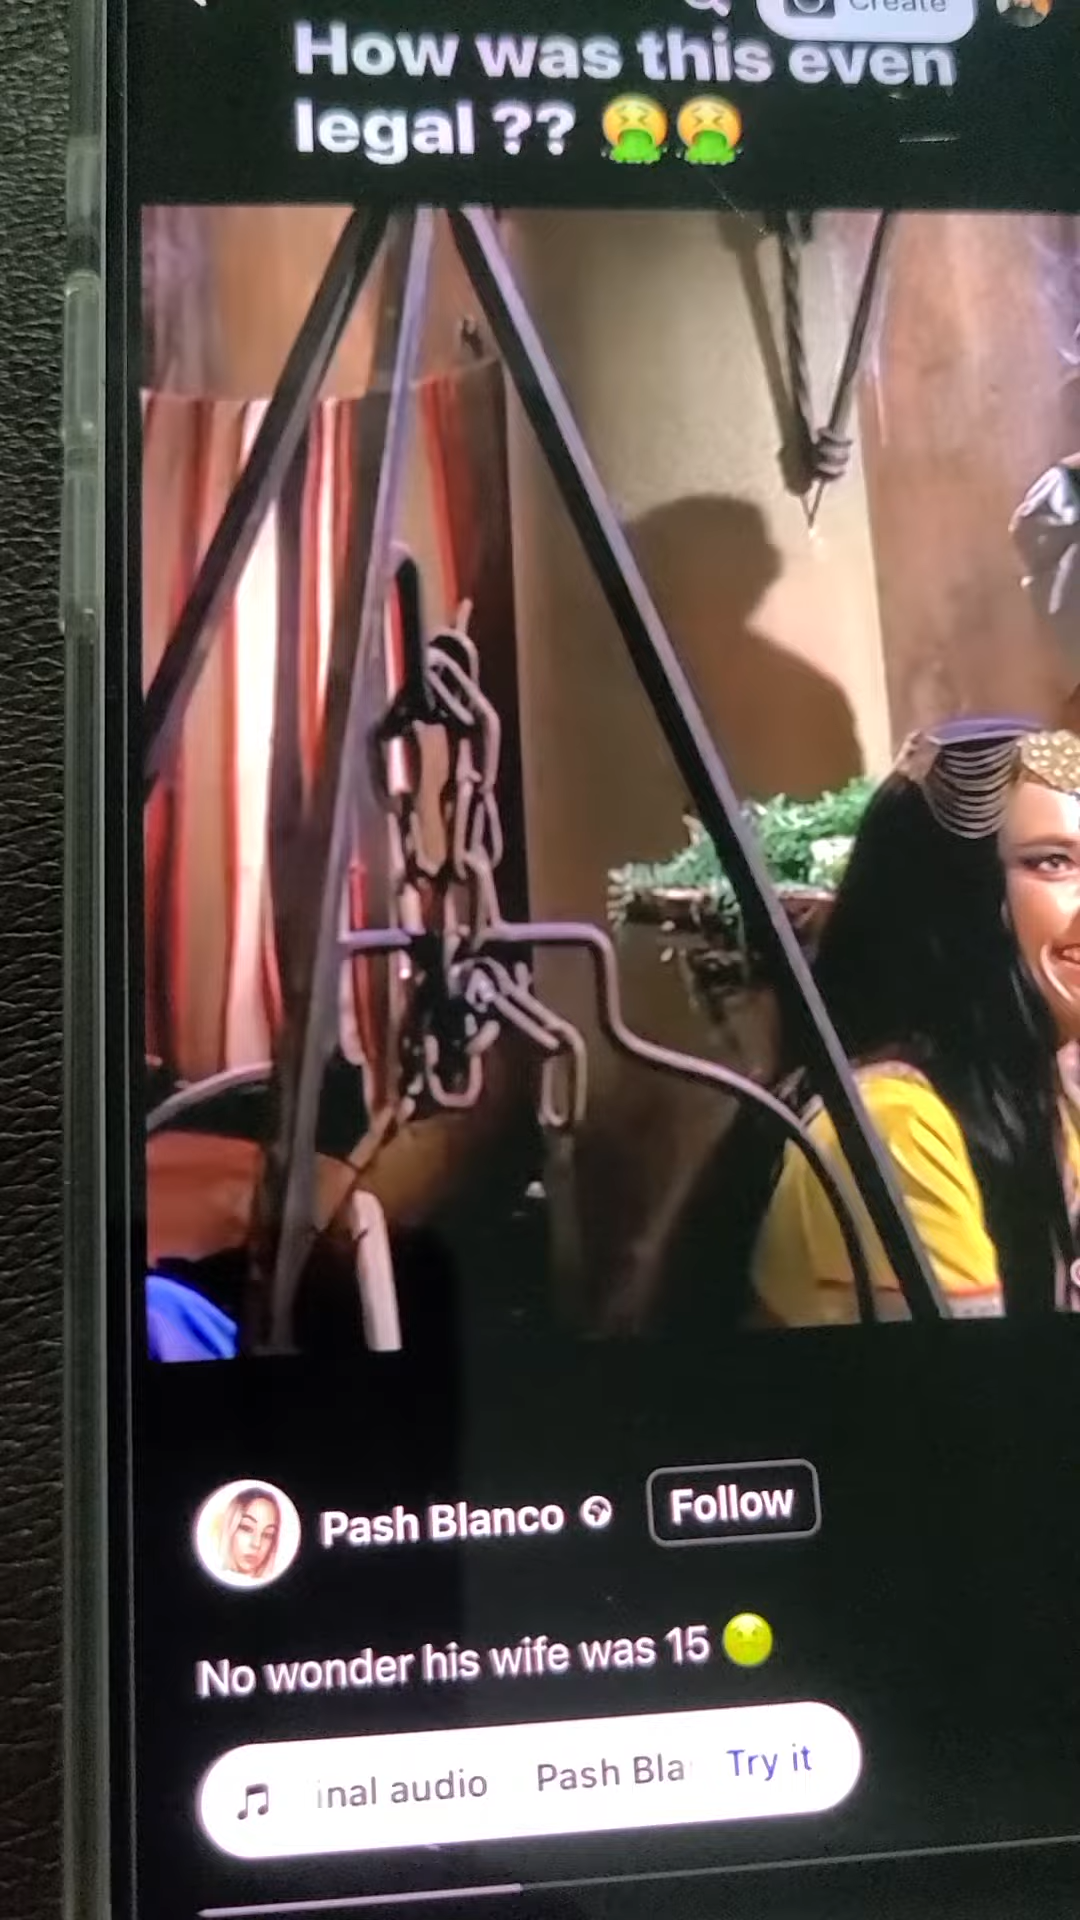 Create
How was this even
legal ?? 🤮🤮
Pash Blanco
Follow
No wonder his wife was 15 🤢
inal audio Pash Bla Try it